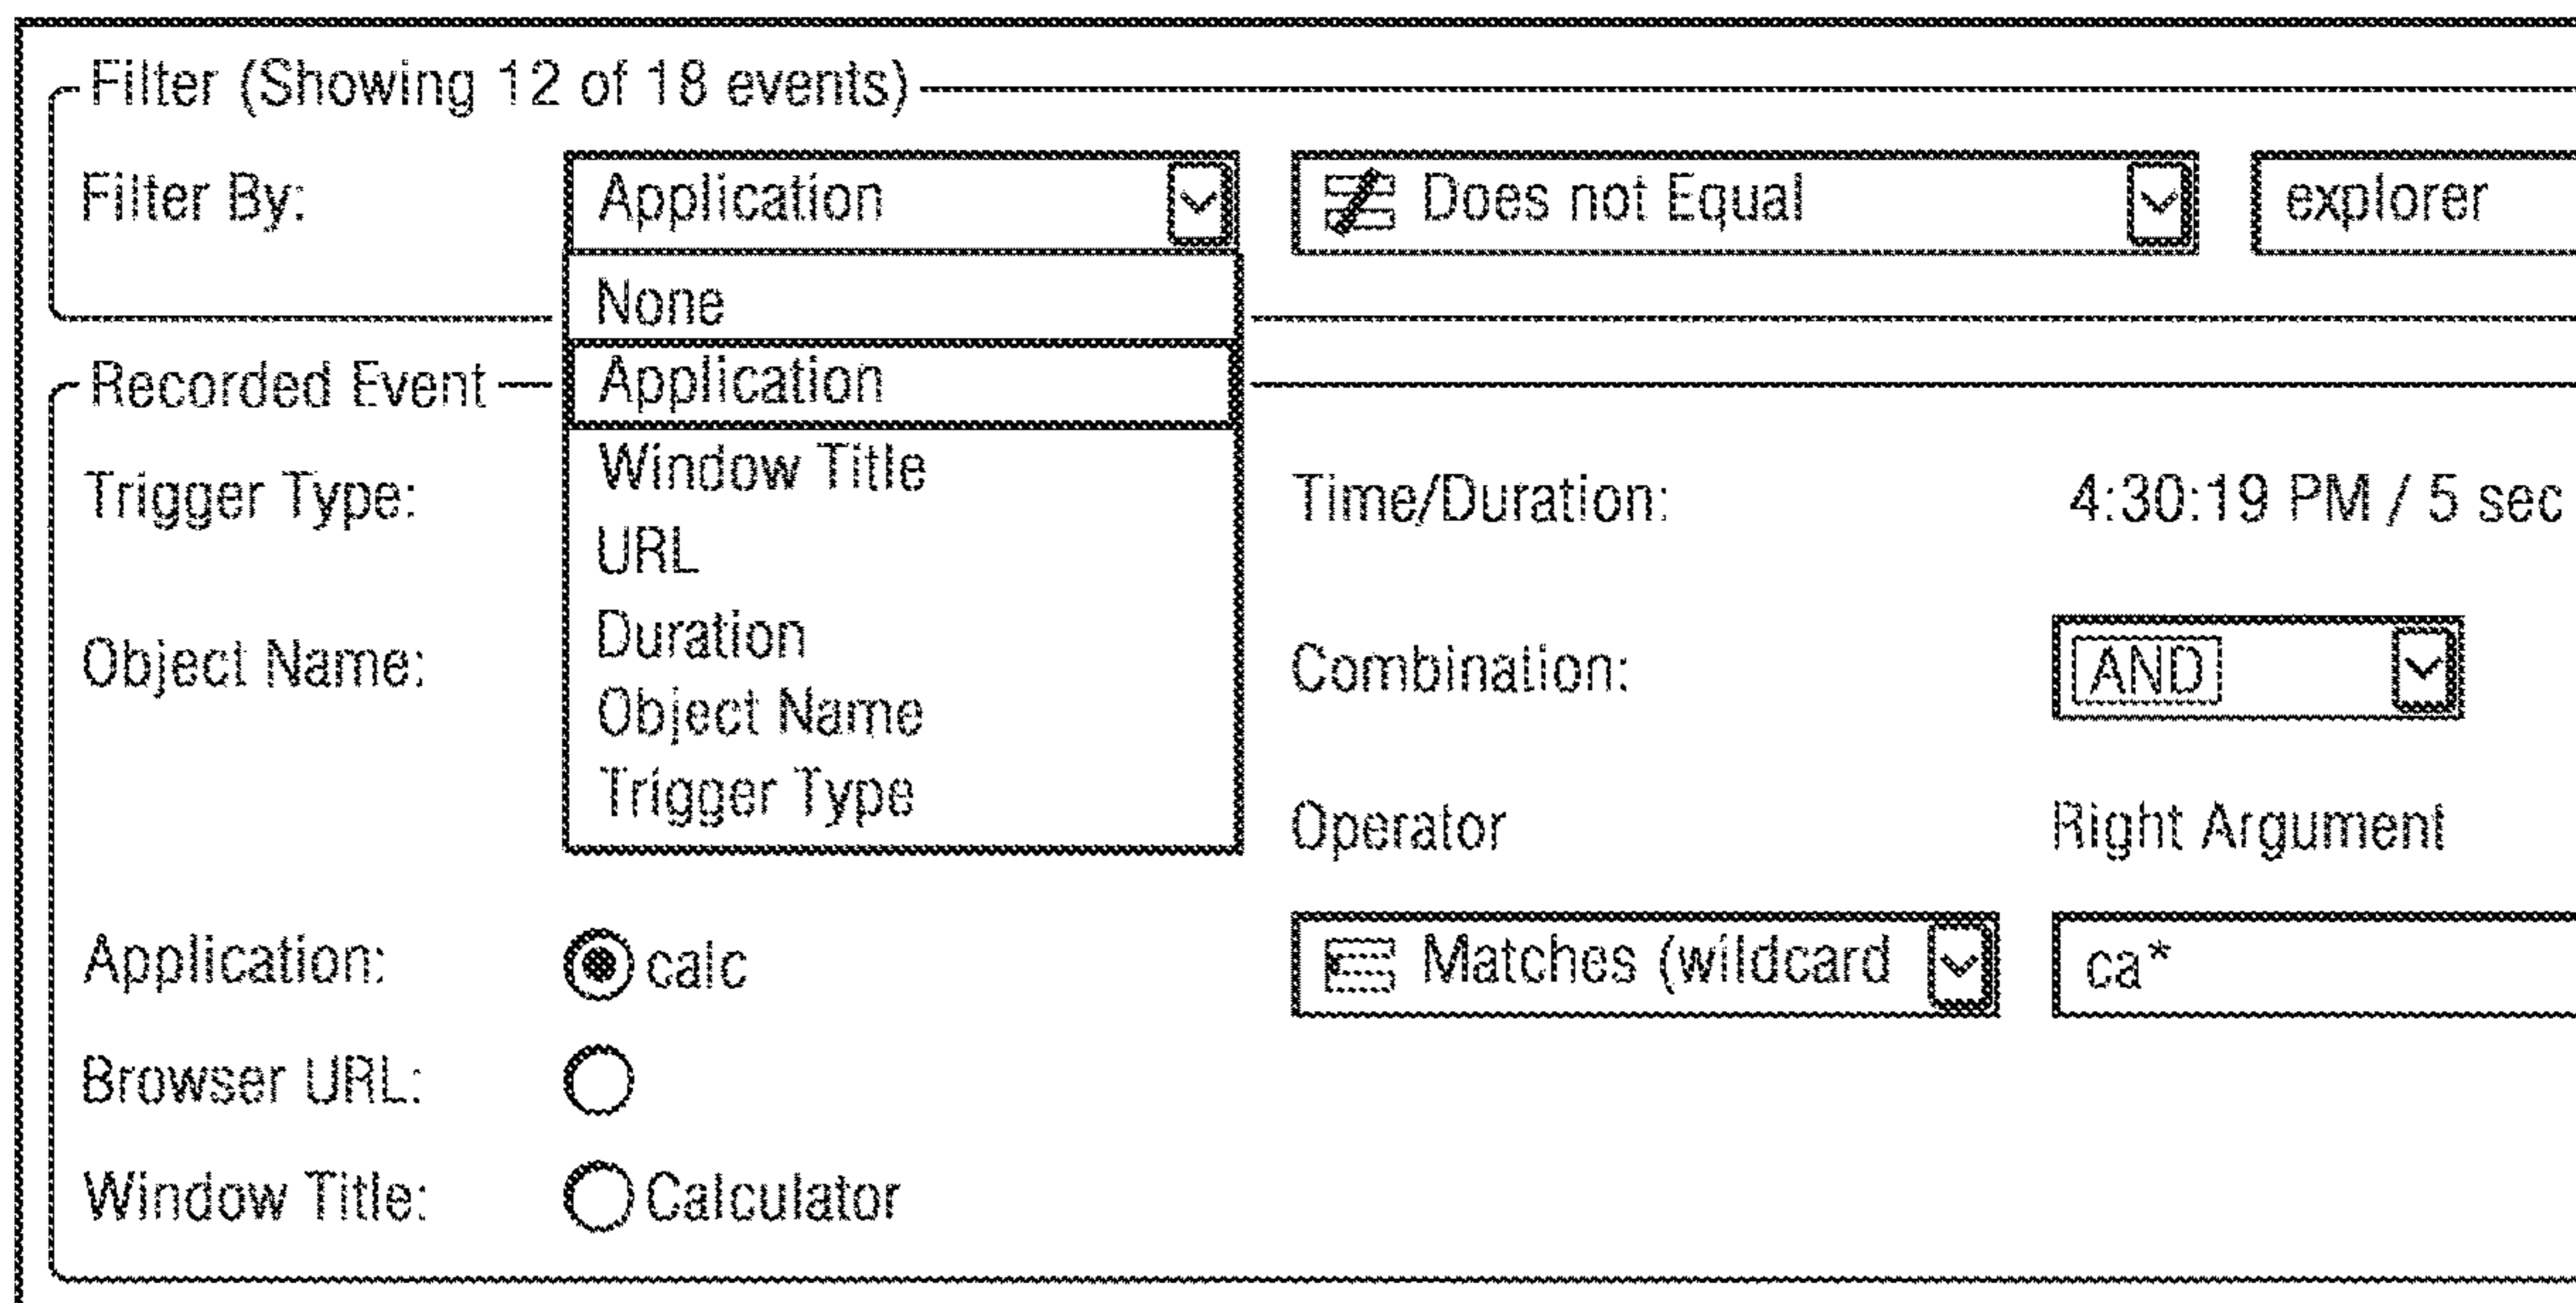 Filter (Showing 12 of 18 events)
Filter By: Application Does not Equal explorer
None
Recorded Event Application
Window Title
Trigger Type: Time/Duration: 4:30:19 PM / 5 sec
URL
Duration
Object Name: Combination: AND
Object Name
Trigger Type
Operator Right Argument
Application: calc Matches (wildcard ca*
Browser URL:
Window Title: Calculator